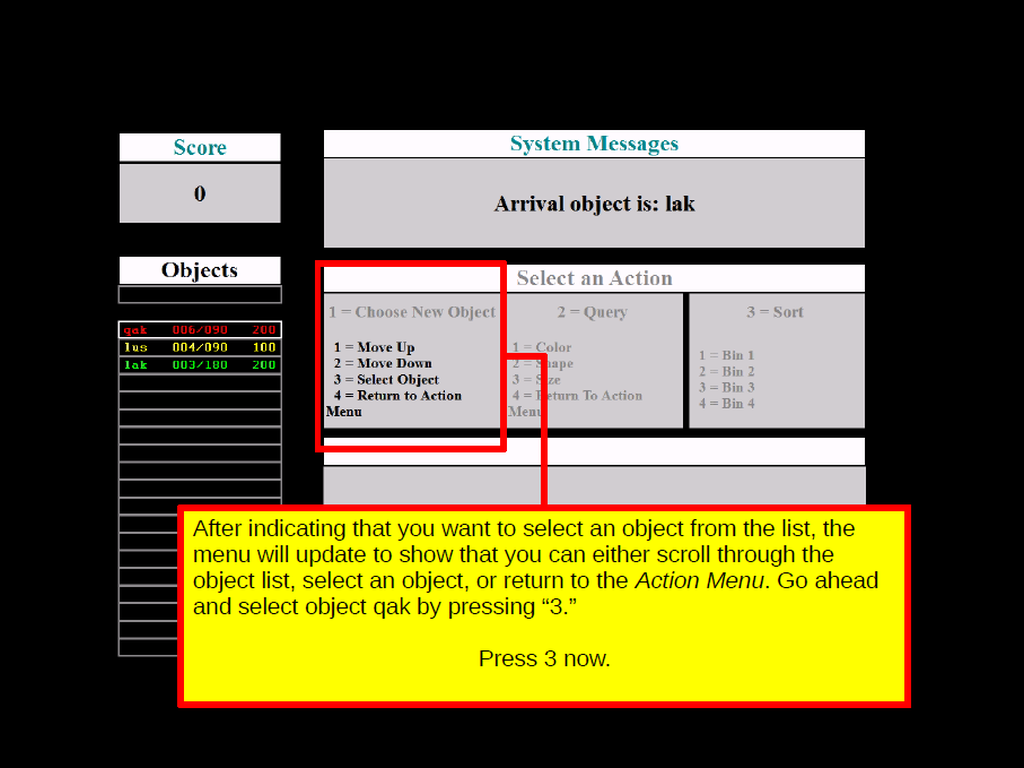 Score
0
System Messages
Arrival object is: lak
Objects
qak 006/090 200
lus 004/090 100
lak 003/180 200
Select an Action
1 = Choose New Object
1 = Move Up
2 = Move Down
3 = Select Object
4 = Return to Action
Menu
2 = Query
1 = Color
2 = Shape
3 = Size
4 = Return To Action
Menu
3 = Sort
1 = Bin 1
2 = Bin 2
3 = Bin 3
4 = Bin 4
After indicating that you want to select an object from the list, the
menu will update to show that you can either scroll through the
object list, select an object, or return to the Action Menu. Go ahead
and select object qak by pressing “3.”
Press 3 now.